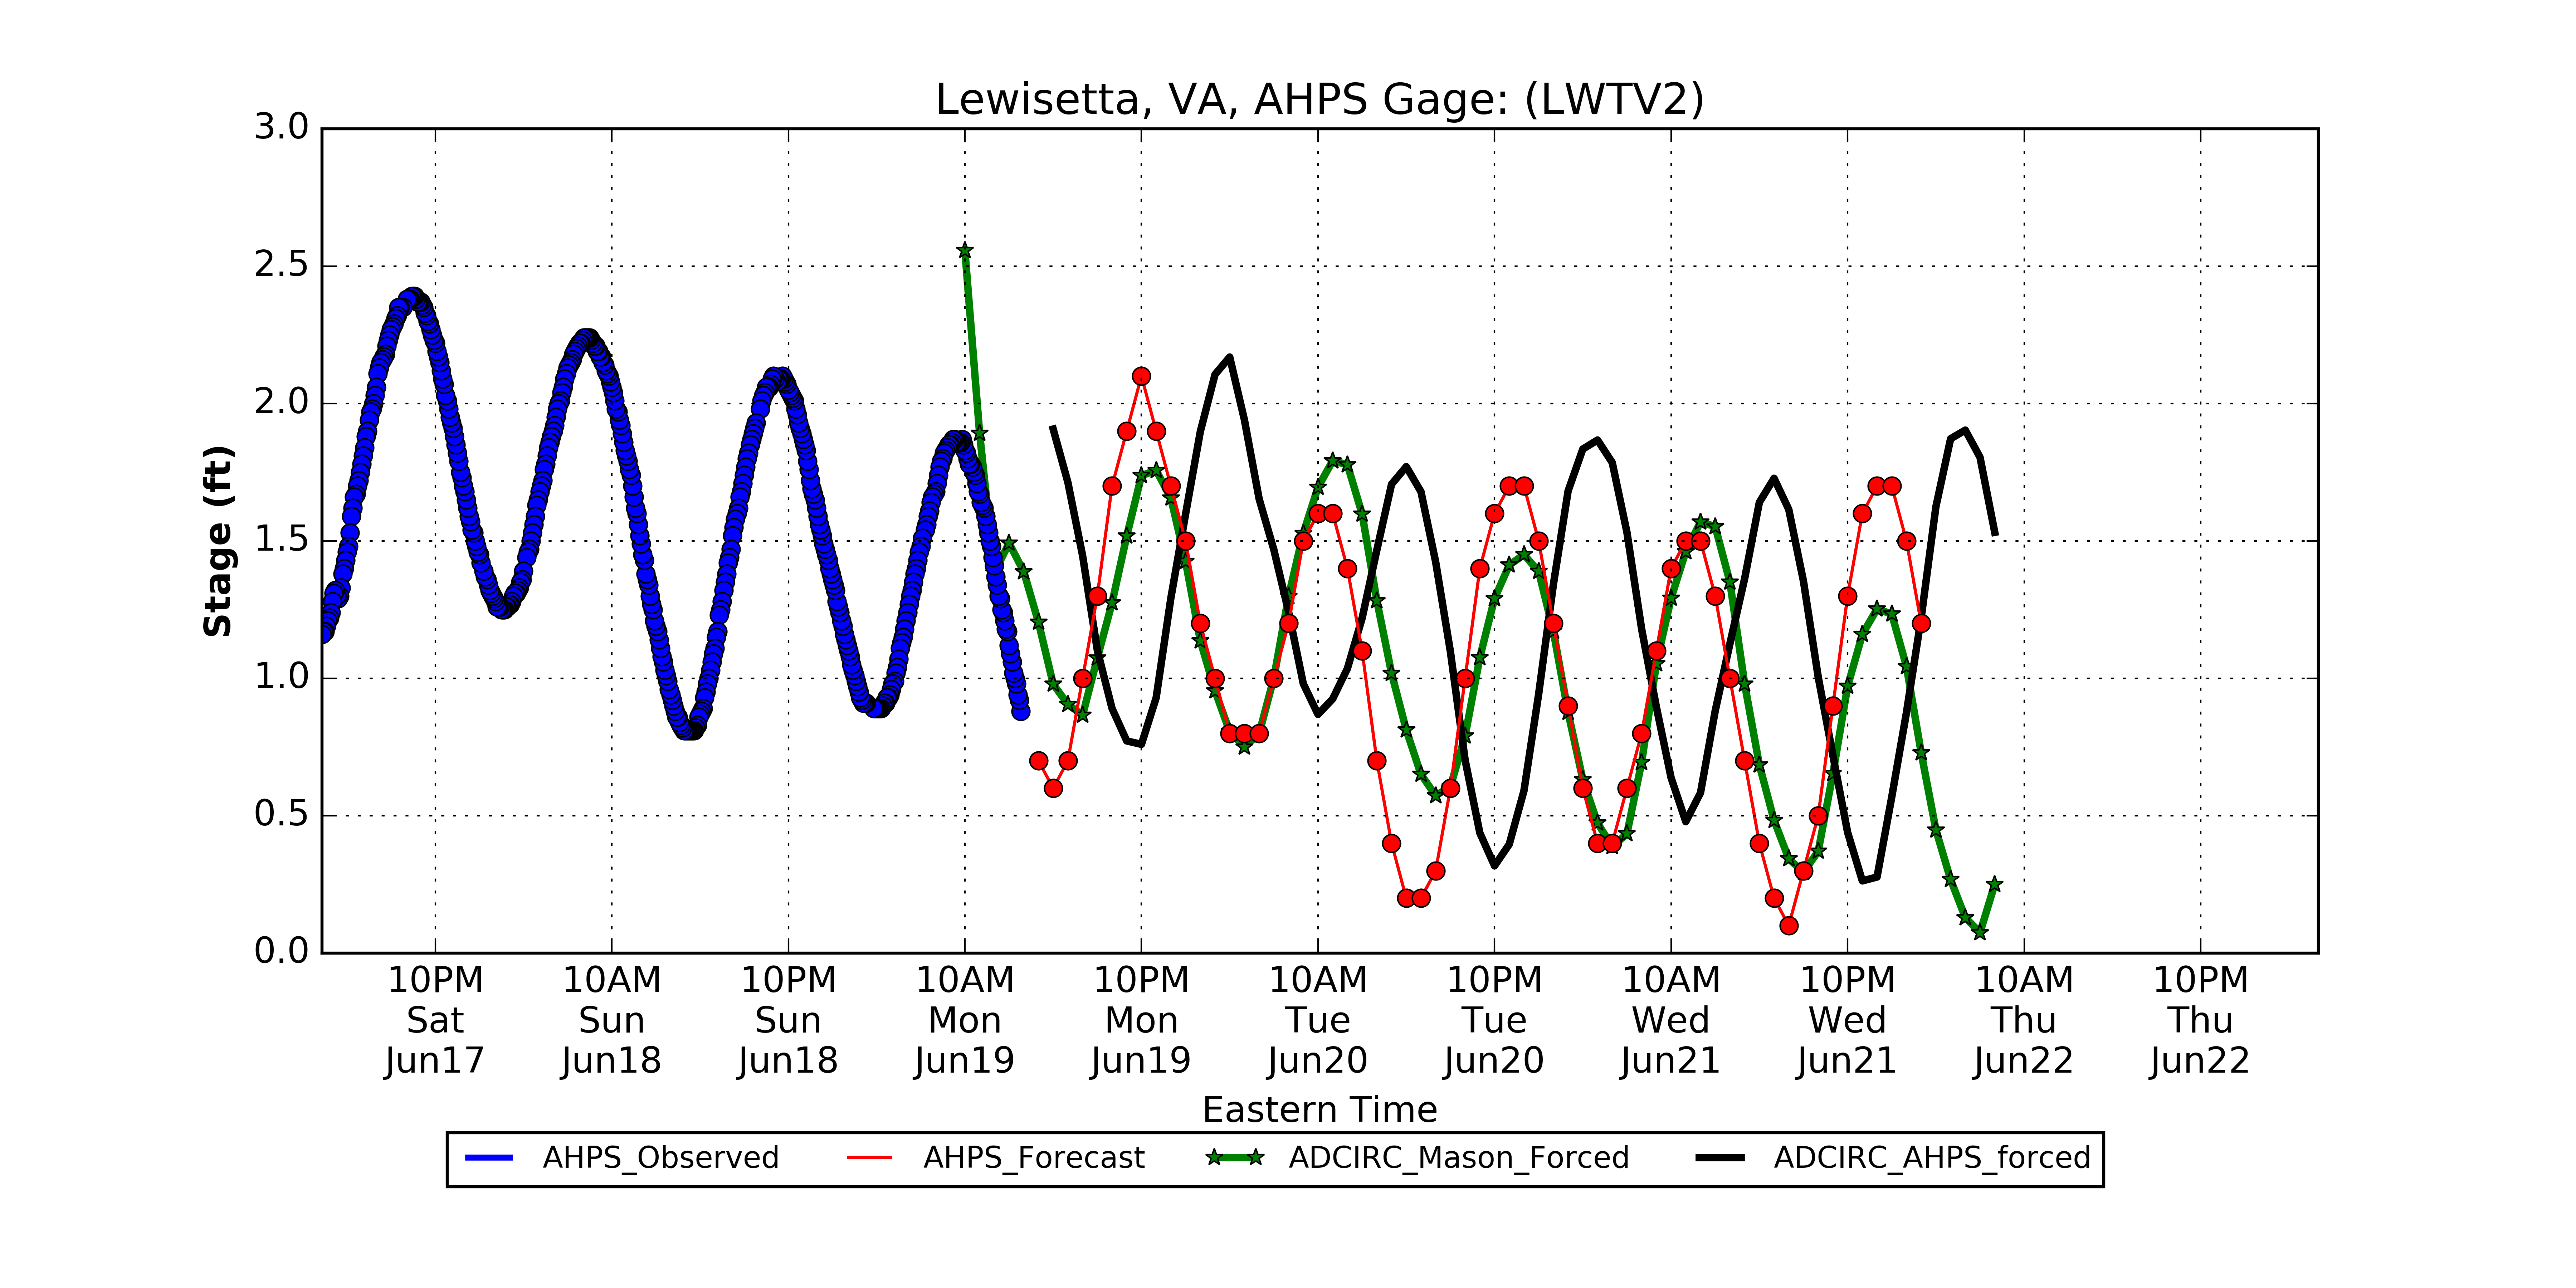 Lewisetta, VA, AHPS Gage: (LWTV2)
3.0
2.5
2.0
1.5
1.0
0.5
0.0
Stage (ft)
10PM 10AM 10PM 10AM 10PM 10AM 10PM 10AM 10PM 10AM 10PM
Sat Sun Sun Mon Mon Tue Tue Wed Wed Thu Thu
Jun17 Jun18 Jun18 Jun19 Jun19 Jun20 Jun20 Jun21 Jun21 Jun22 Jun22
Eastern Time
AHPS_Observed AHPS_Forecast ADCIRC_Mason_Forced ADCIRC_AHPS_forced